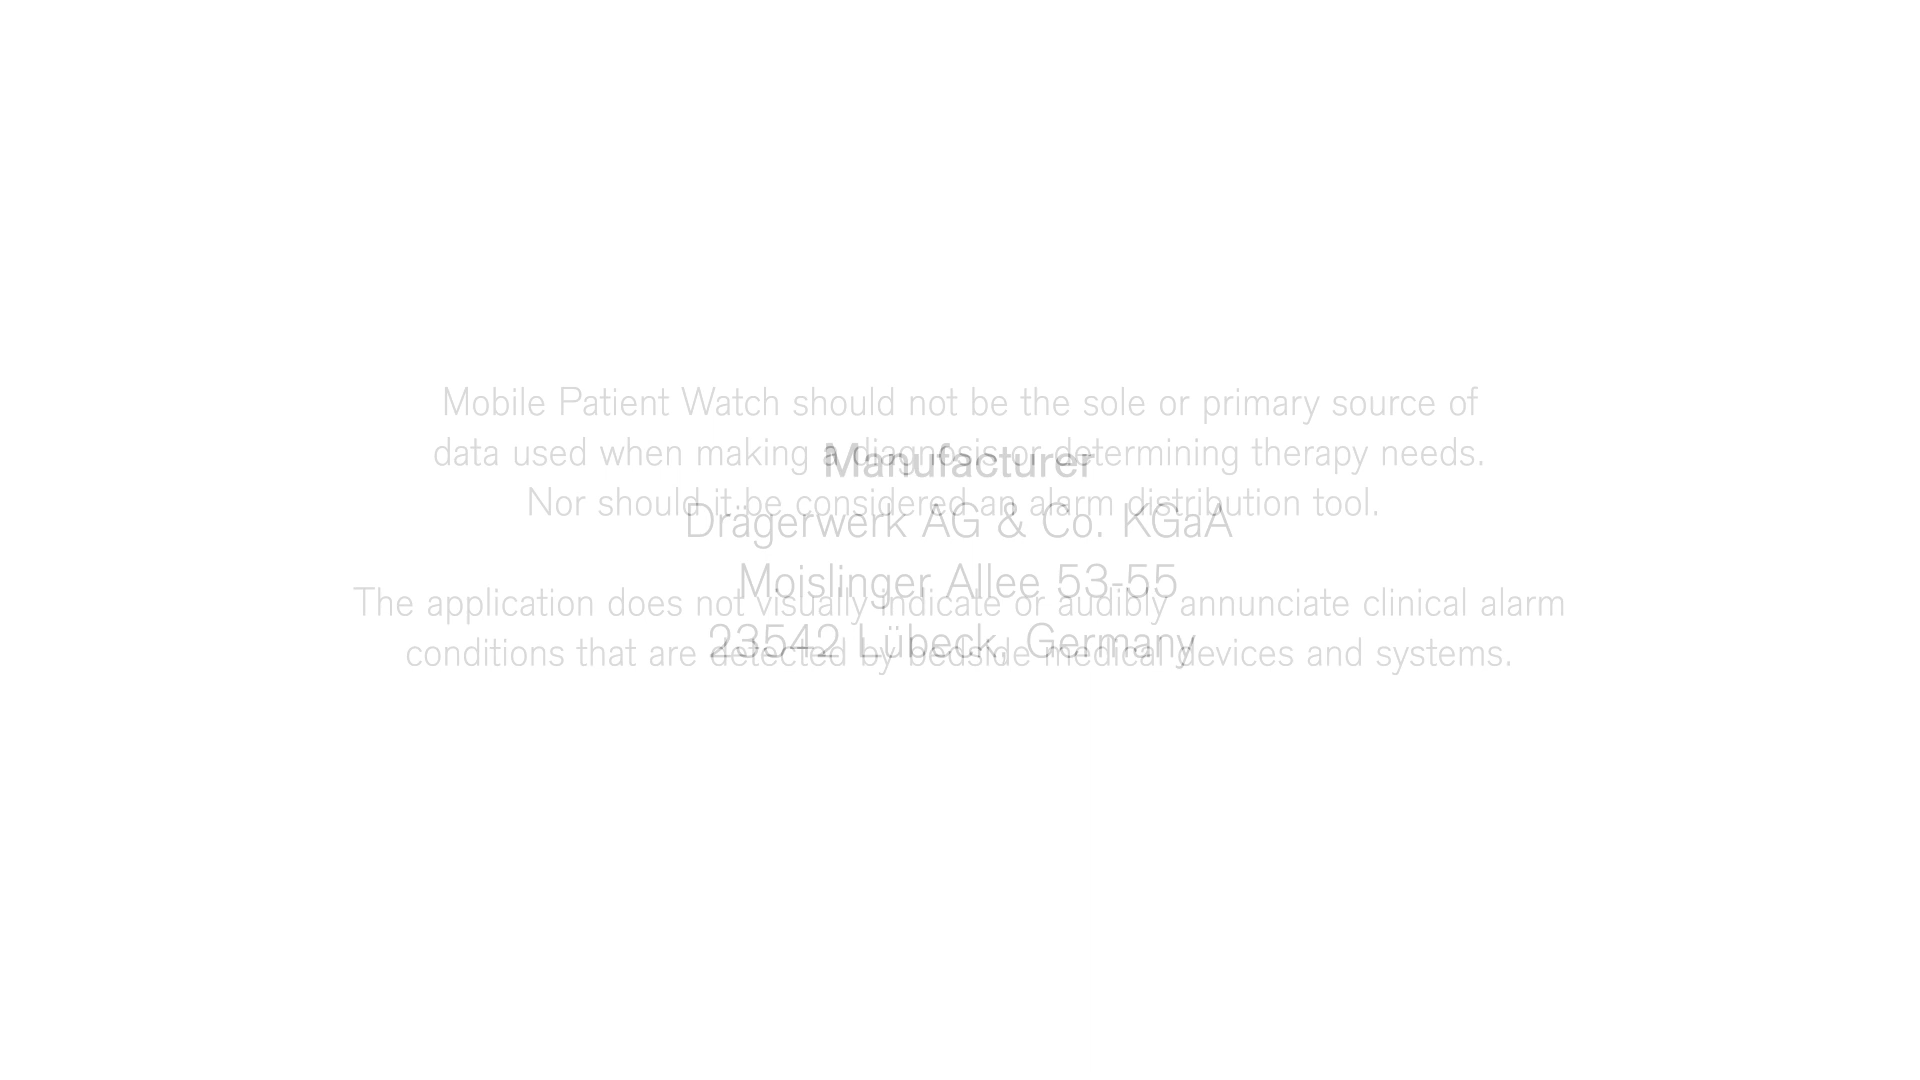 Mobile Patient Watch should not be the sole or primary source of
data used when making a diagnosis or determining therapy needs.
Nor should it be considered an alarm distribution tool.
The application does not visually indicate or audibly annunciate clinical alarm
conditions that are detected by bedside medical devices and systems.
Manufacturer
Drägerwerk AG & Co. KGaA
Moislinger Allee 53-55
23542 Lübeck, Germany